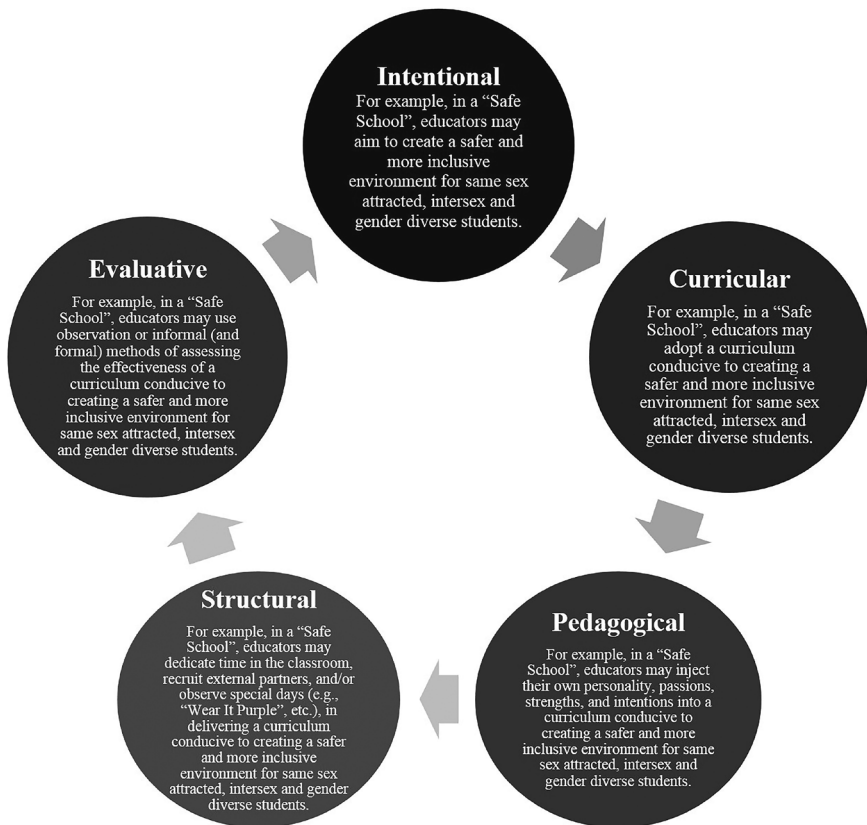 Intentional
For example, in a “Safe
School”, educators may
aim to create a safer and
more inclusive
environment for same sex
attracted, intersex and
gender diverse students.
Curricular
For example, in a “Safe
School”, educators may
adopt a curriculum
conducive to creating a
safer and more inclusive
environment for same sex
attracted, intersex and
gender diverse students.
Pedagogical
For example, in a “Safe
School”, educators may inject
their own personality, passions,
strengths, and intentions into a
curriculum conducive to
creating a safer and more
inclusive environment for same
sex attracted, intersex and
gender diverse students.
Structural
For example, in a “Safe
School”, educators may
dedicate time in the classroom,
recruit external partners, and/or
observe special days (e.g.,
“Wear It Purple”, etc.), in
delivering a curriculum
conducive to creating a safer
and more inclusive
environment for same sex
attracted, intersex and gender
diverse students.
Evaluative
For example, in a “Safe
School”, educators may use
observation or informal (and
formal) methods of assessing
the effectiveness of a
curriculum conducive to
creating a safer and more
inclusive environment for
same sex attracted, intersex
and gender diverse students.